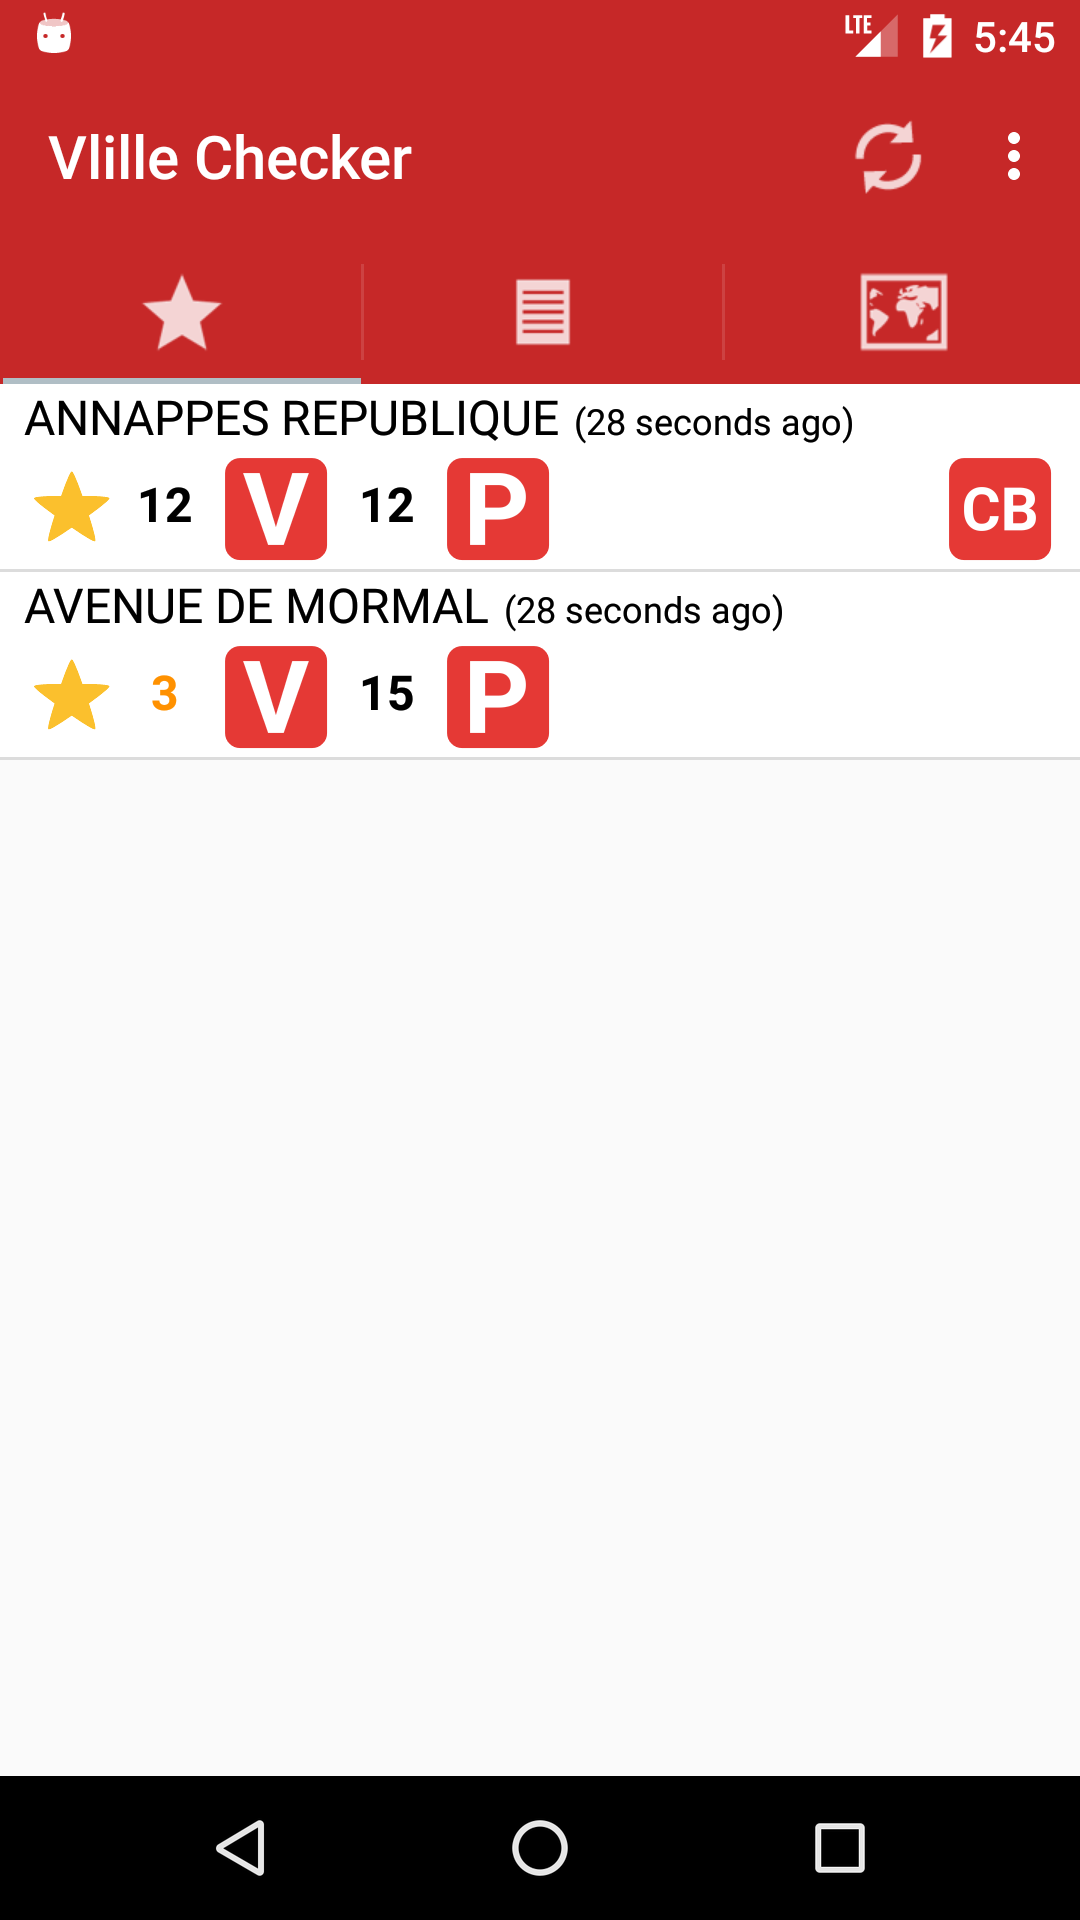 LTE 5:45
Vlille Checker
ANNAPPES REPUBLIQUE (28 seconds ago)
12 V 12 P CB
AVENUE DE MORMAL (28 seconds ago)
3 V 15 P